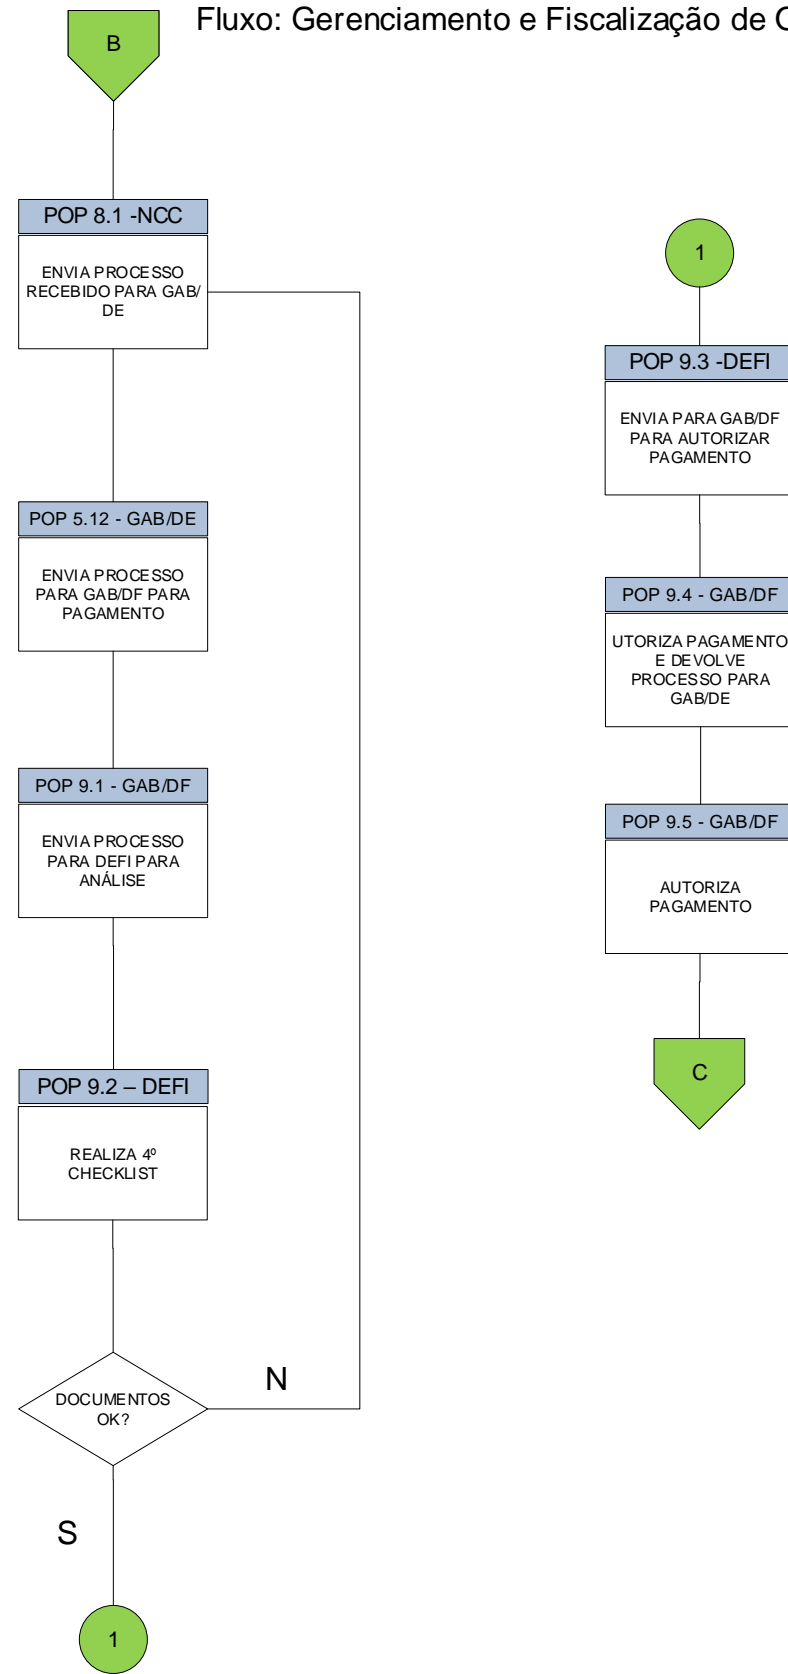 Fluxo: Gerenciamento e Fiscalização de
B
POP 8.1 -NCC
ENVIA PROCESSO
RECEBIDO PARA GAB/
DE
POP 5.12 - GAB/DE
ENVIA PROCESSO
PARA GAB/DF PARA
PAGAMENTO
POP 9.1 - GAB/DF
ENVIA PROCESSO
PARA DEFI PARA
ANÁLISE
POP 9.2 – DEFI
REALIZA 4º
CHECKLIST
DOCUMENTOS
OK?
N
S
1
1
POP 9.3 -DEFI
ENVIA PARA GAB/DF
PARA AUTORIZAR
PAGAMENTO
POP 9.4 - GAB/DF
UTORIZA PAGAMENTO
E DEVOLVE
PROCESSO PARA
GAB/DE
POP 9.5 - GAB/DF
AUTORIZA
PAGAMENTO
C